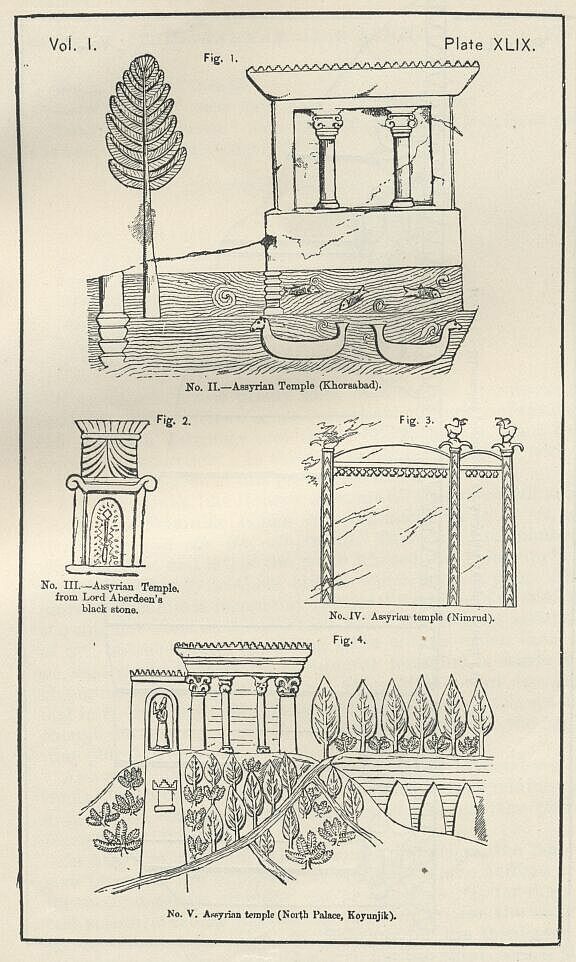 Vol. I.
Plate XLIX.
Fig. 1.
No. II.—Assyrian Temple (Khorsabad).
Fig. 2.
Fig. 3.
No. III.—Assyrian Temple,
from Lord Aberdeen's
black stone.
No. IV. Assyrian temple (Nimrud).
Fig. 4.
No. V. Assyrian temple (North Palace, Koyunjik).